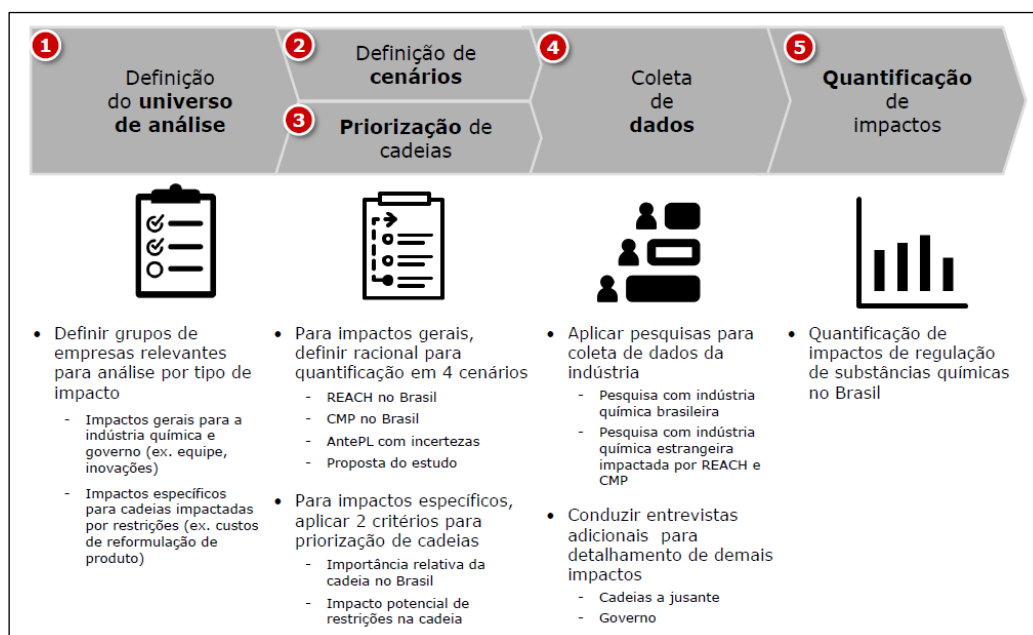 1
Definição
do universo
de análise
2
Definição de
cenários
3
Priorização de
cadeias
4
Coleta
de
dados
5
Quantificação
de
impactos
• Definir grupos de
empresas relevantes
para análise por tipo de
impacto
- Impactos gerais para a
indústria química e
governo (ex. equipe,
inovações)
- Impactos específicos
para cadeias impactadas
por restrições (ex. custos
de reformulação de
produto)
• Para impactos gerais,
definir racional para
quantificação em 4 cenários
- REACH no Brasil
- CMP no Brasil
- AntePL com incertezas
- Proposta do estudo
• Para impactos específicos,
aplicar 2 critérios para
priorização de cadeias
- Importância relativa da
cadeia no Brasil
- Impacto potencial de
restrições na cadeia
• Aplicar pesquisas para
coleta de dados da
indústria
- Pesquisa com indústria
química brasileira
- Pesquisa com indústria
química estrangeira
impactada por REACH e
CMP
• Conduzir entrevistas
adicionais para
detalhamento de demais
impactos
- Cadeias a jusante
- Governo
• Quantificação de
impactos de regulação
de substâncias químicas
no Brasil